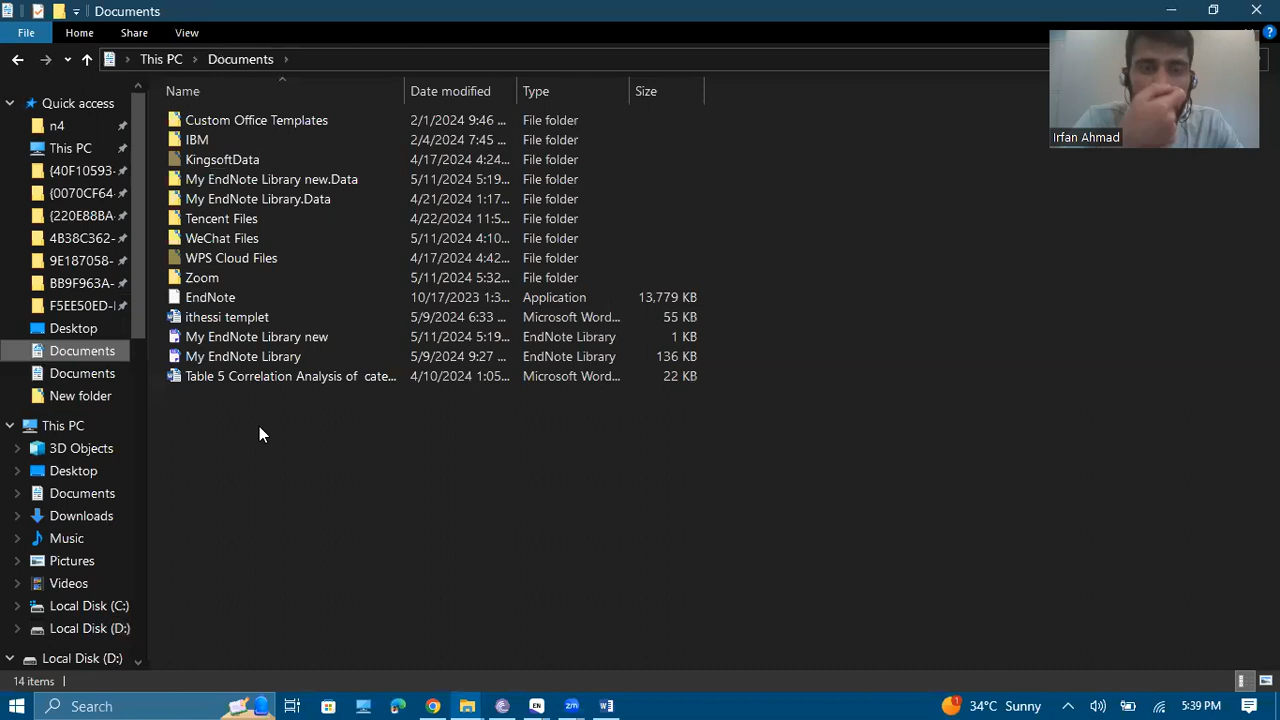 Documents
File Home Share View
This PC Documents
Irfan Ahmad
Name Date modified Type Size
Quick access
n4
This PC
{40F10593-
{0070CF64-
{220E88BA-
4B38C362-
9E187058-
BB9F963A-
F5EE50ED-
Desktop
Documents
Documents
New folder
This PC
3D Objects
Desktop
Documents
Downloads
Music
Pictures
Videos
Local Disk (C:)
Local Disk (D:)
Local Disk (D:)
Custom Office Templates 2/1/2024 9:46 ... File folder
IBM 2/4/2024 7:45 ... File folder
KingsoftData 4/17/2024 4:24... File folder
My EndNote Library new.Data 5/11/2024 5:19... File folder
My EndNote Library.Data 4/21/2024 1:17... File folder
Tencent Files 4/22/2024 11:5... File folder
WeChat Files 5/11/2024 4:10... File folder
WPS Cloud Files 4/17/2024 4:42... File folder
Zoom 5/11/2024 5:32... File folder
EndNote 10/17/2023 1:3... Application 13,779 KB
ithessi templet 5/9/2024 6:33 ... Microsoft Word... 55 KB
My EndNote Library new 5/11/2024 5:19... EndNote Library 1 KB
My EndNote Library 5/9/2024 9:27 ... EndNote Library 136 KB
Table 5 Correlation Analysis of cate... 4/10/2024 1:05... Microsoft Word... 22 KB
14 items
Search
EN
zm
34°C Sunny
5:39 PM